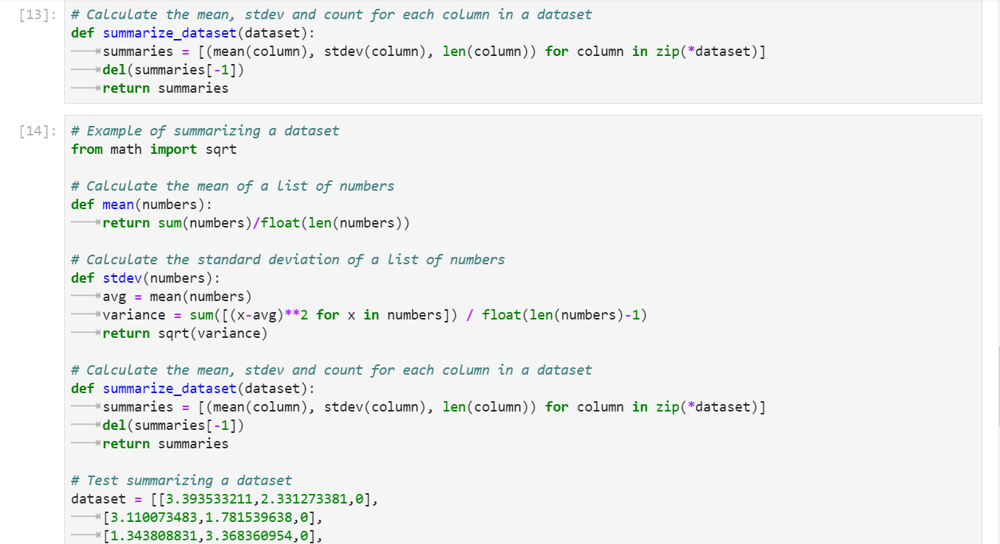 [13]: # Calculate the mean, stdev and count for each column in a dataset
def summarize_dataset(dataset):
summaries = [(mean(column), stdev(column), len(column)) for column in zip(*dataset)]
del(summaries[-1])
return summaries
[14]: # Example of summarizing a dataset
from math import sqrt
# Calculate the mean of a list of numbers
def mean(numbers):
return sum(numbers)/float(len(numbers))
# Calculate the standard deviation of a list of numbers
def stdev(numbers):
avg = mean(numbers)
variance = sum([(x-avg)**2 for x in numbers]) / float(len(numbers)-1)
return sqrt(variance)
# Calculate the mean, stdev and count for each column in a dataset
def summarize_dataset(dataset):
summaries = [(mean(column), stdev(column), len(column)) for column in zip(*dataset)]
del(summaries[-1])
return summaries
# Test summarizing a dataset
dataset = [[3.393533211,2.331273381,0],
[3.110073483,1.781539638,0],
[1.343808831,3.368360954,0],